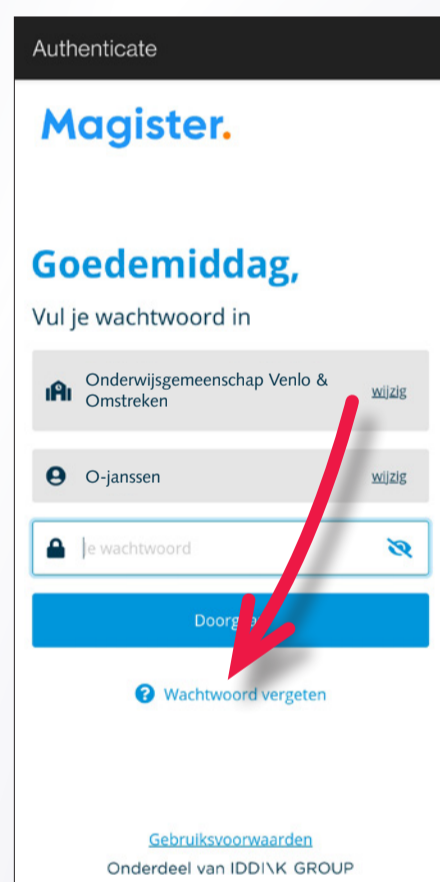 Authenticate
Magister.
Goedemiddag,
Vul je wachtwoord in
Onderwijsgemeenschap Venlo &
Omstreken
wijzig
O-janssen
wijzig
Je wachtwoord
Wachtwoord vergeten
Gebruiksvoorwaarden
Onderdeel van IDDINK GROUP